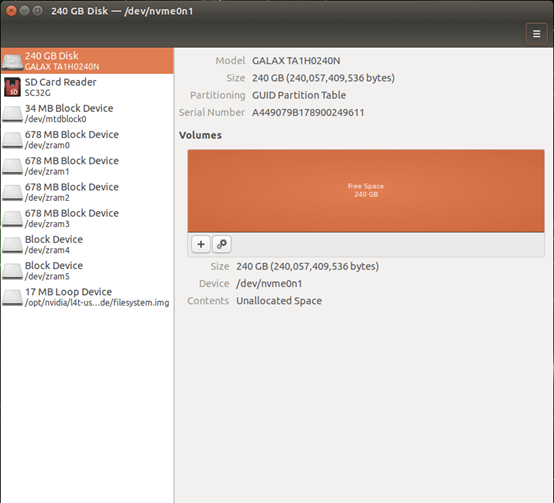 240 GB Disk — /dev/nvme0n1
240 GB Disk
GALAX TA1H0240N
SD Card Reader
SC32G
34 MB Block Device
/dev/mtdblock0
678 MB Block Device
/dev/zram0
678 MB Block Device
/dev/zram1
678 MB Block Device
/dev/zram2
678 MB Block Device
/dev/zram3
Block Device
/dev/zram4
Block Device
/dev/zram5
17 MB Loop Device
/opt/nvidia/l4t-us…de/filesystem.img
Model GALAX TA1H0240N
Size 240 GB (240,057,409,536 bytes)
Partitioning GUID Partition Table
Serial Number A449079B178900249611
Volumes
Free Space
240 GB
Size 240 GB (240,057,409,536 bytes)
Device /dev/nvme0n1
Contents Unallocated Space